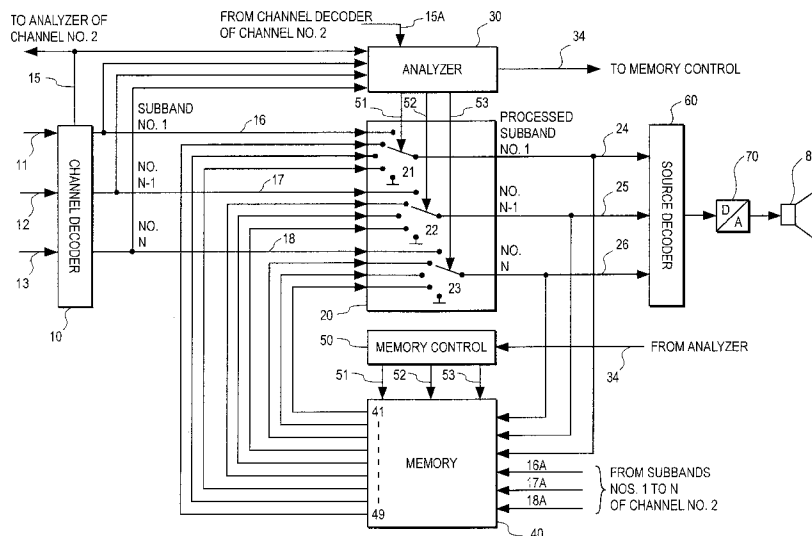 TO ANALYZER OF
CHANNEL NO. 2
FROM CHANNEL DECODER
OF CHANNEL NO. 2
15A
30
34
ANALYZER
TO MEMORY CONTROL
15
51
52
53
60
SUBBAND
NO. 1
16
PROCESSED
SUBBAND
NO. 1
24
11
21
NO.
N-1
17
NO.
N-1
25
70
8
12
CHANNEL DECODER
22
SOURCE DECODER
D
A
NO.
N
18
NO.
N
26
13
23
10
20
50
MEMORY CONTROL
FROM ANALYZER
34
51
52
53
41
MEMORY
16A
17A
18A
FROM SUBBANDS
NOS. 1 TO N
OF CHANNEL NO. 2
49
40